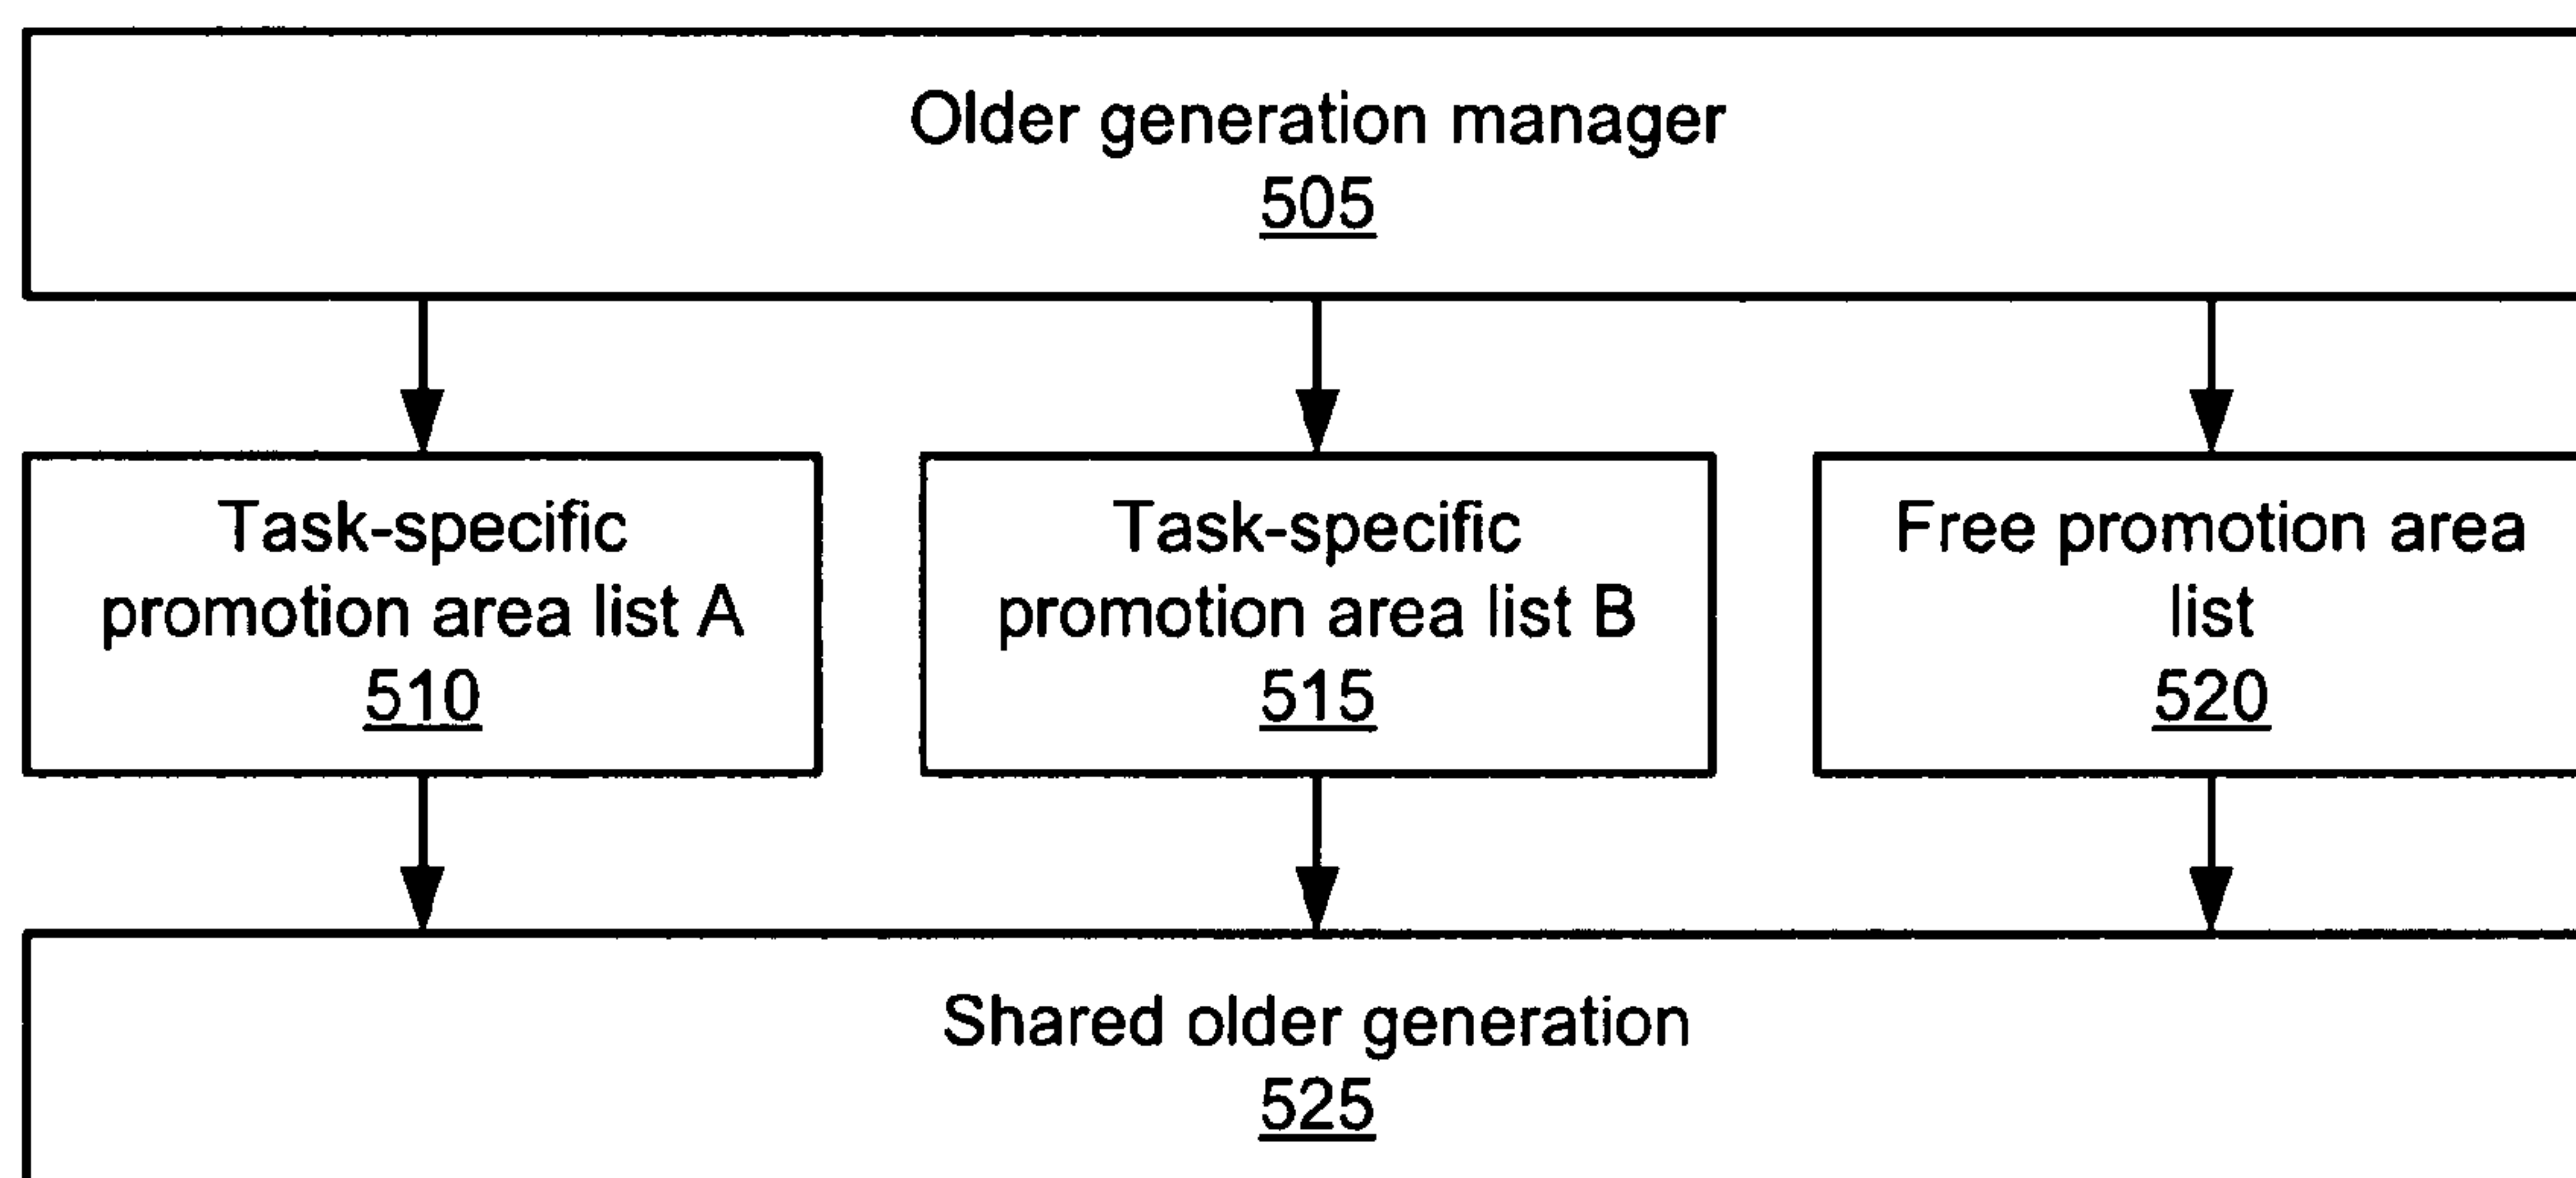 Older generation manager
505
Task-specific
promotion area list A
510
Task-specific
promotion area list B
515
Free promotion area
list
520
Shared older generation
525